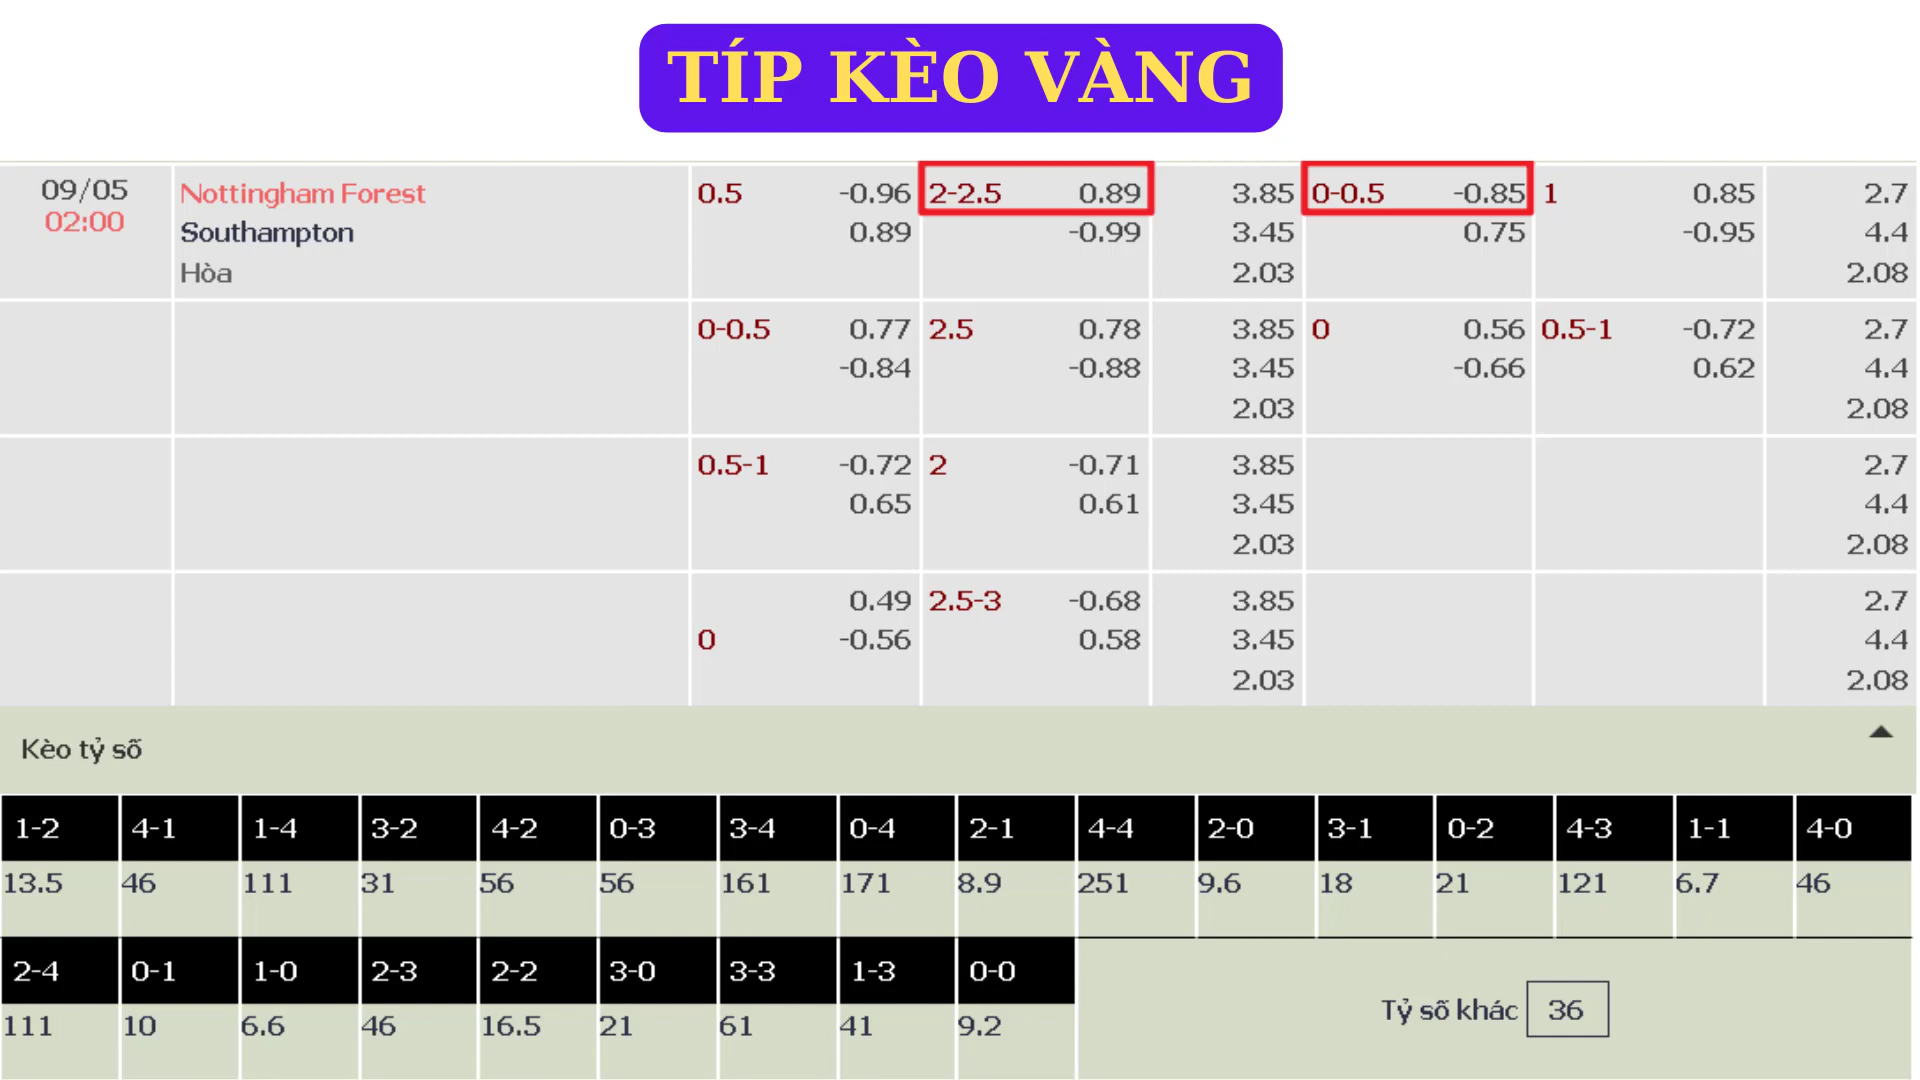 TÍP KÈO VÀNG
09/05 Nottingham Forest 0.5 -0.96 2-2.5 0.89 3.85 0-0.5 -0.85 1 0.85 2.7
02:00 Southampton 0.89 -0.99 3.45 0.75 -0.95 4.4
Hòa 2.03 2.08
0-0.5 0.77 2.5 0.78 3.85 0 0.56 0.5-1 -0.72 2.7
-0.84 -0.88 3.45 -0.66 0.62 4.4
2.03 2.08
0.5-1 -0.72 2 -0.71 3.85 2.7
0.65 0.61 3.45 4.4
2.03 2.08
0.49 2.5-3 -0.68 3.85 2.7
0 -0.56 0.58 3.45 4.4
2.03 2.08
Kèo tỷ số
1-2 4-1 1-4 3-2 4-2 0-3 3-4 0-4 2-1 4-4 2-0 3-1 0-2 4-3 1-1 4-0
13.5 46 111 31 56 56 161 171 8.9 251 9.6 18 21 121 6.7 46
2-4 0-1 1-0 2-3 2-2 3-0 3-3 1-3 0-0
111 10 6.6 46 16.5 21 61 41 9.2
Tỷ số khác 36